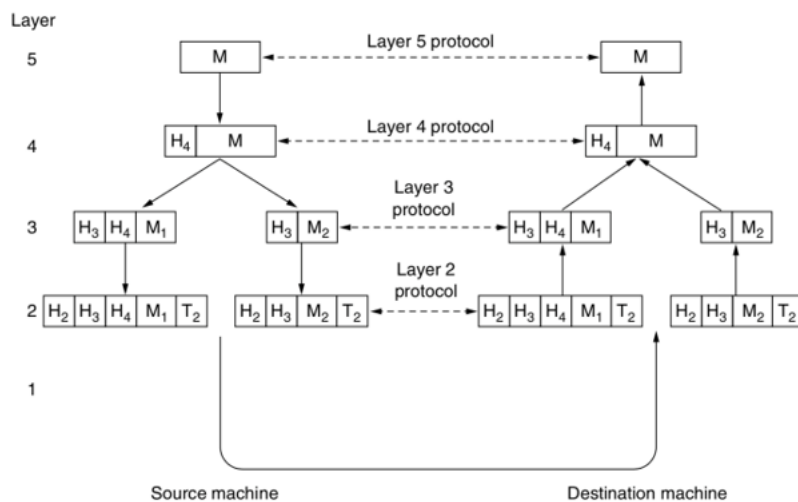 Layer
5 M Layer 5 protocol M
4 H₄ M Layer 4 protocol H₄ M
Layer 3
protocol
3 H₃ H₄ M₁ H₃ M₂ H₃ H₄ M₁ H₃ M₂
Layer 2
protocol
2 H₂ H₃ H₄ M₁ T₂ H₂ H₃ M₂ T₂ H₂ H₃ H₄ M₁ T₂ H₂ H₃ M₂ T₂
1
Source machine Destination machine